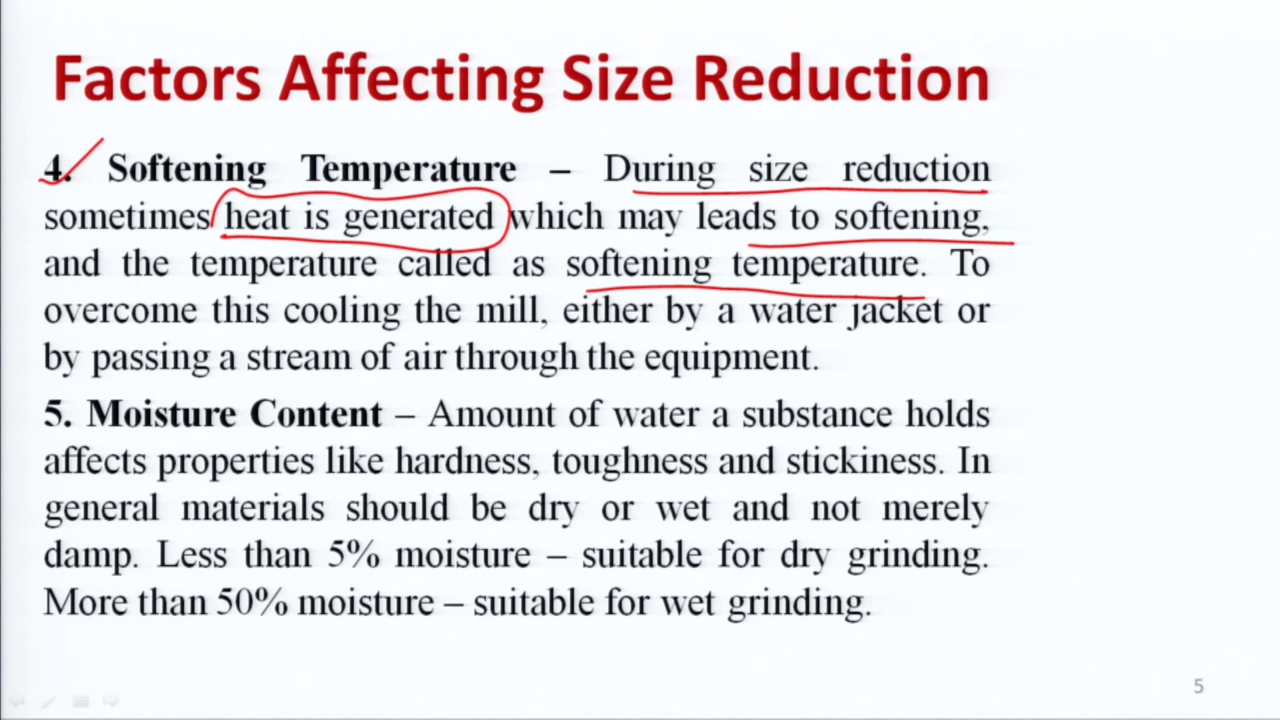 Factors Affecting Size Reduction
4. Softening Temperature – During size reduction
sometimes heat is generated which may leads to softening,
and the temperature called as softening temperature. To
overcome this cooling the mill, either by a water jacket or
by passing a stream of air through the equipment.
5. Moisture Content – Amount of water a substance holds
affects properties like hardness, toughness and stickiness. In
general materials should be dry or wet and not merely
damp. Less than 5% moisture – suitable for dry grinding.
More than 50% moisture – suitable for wet grinding.
5